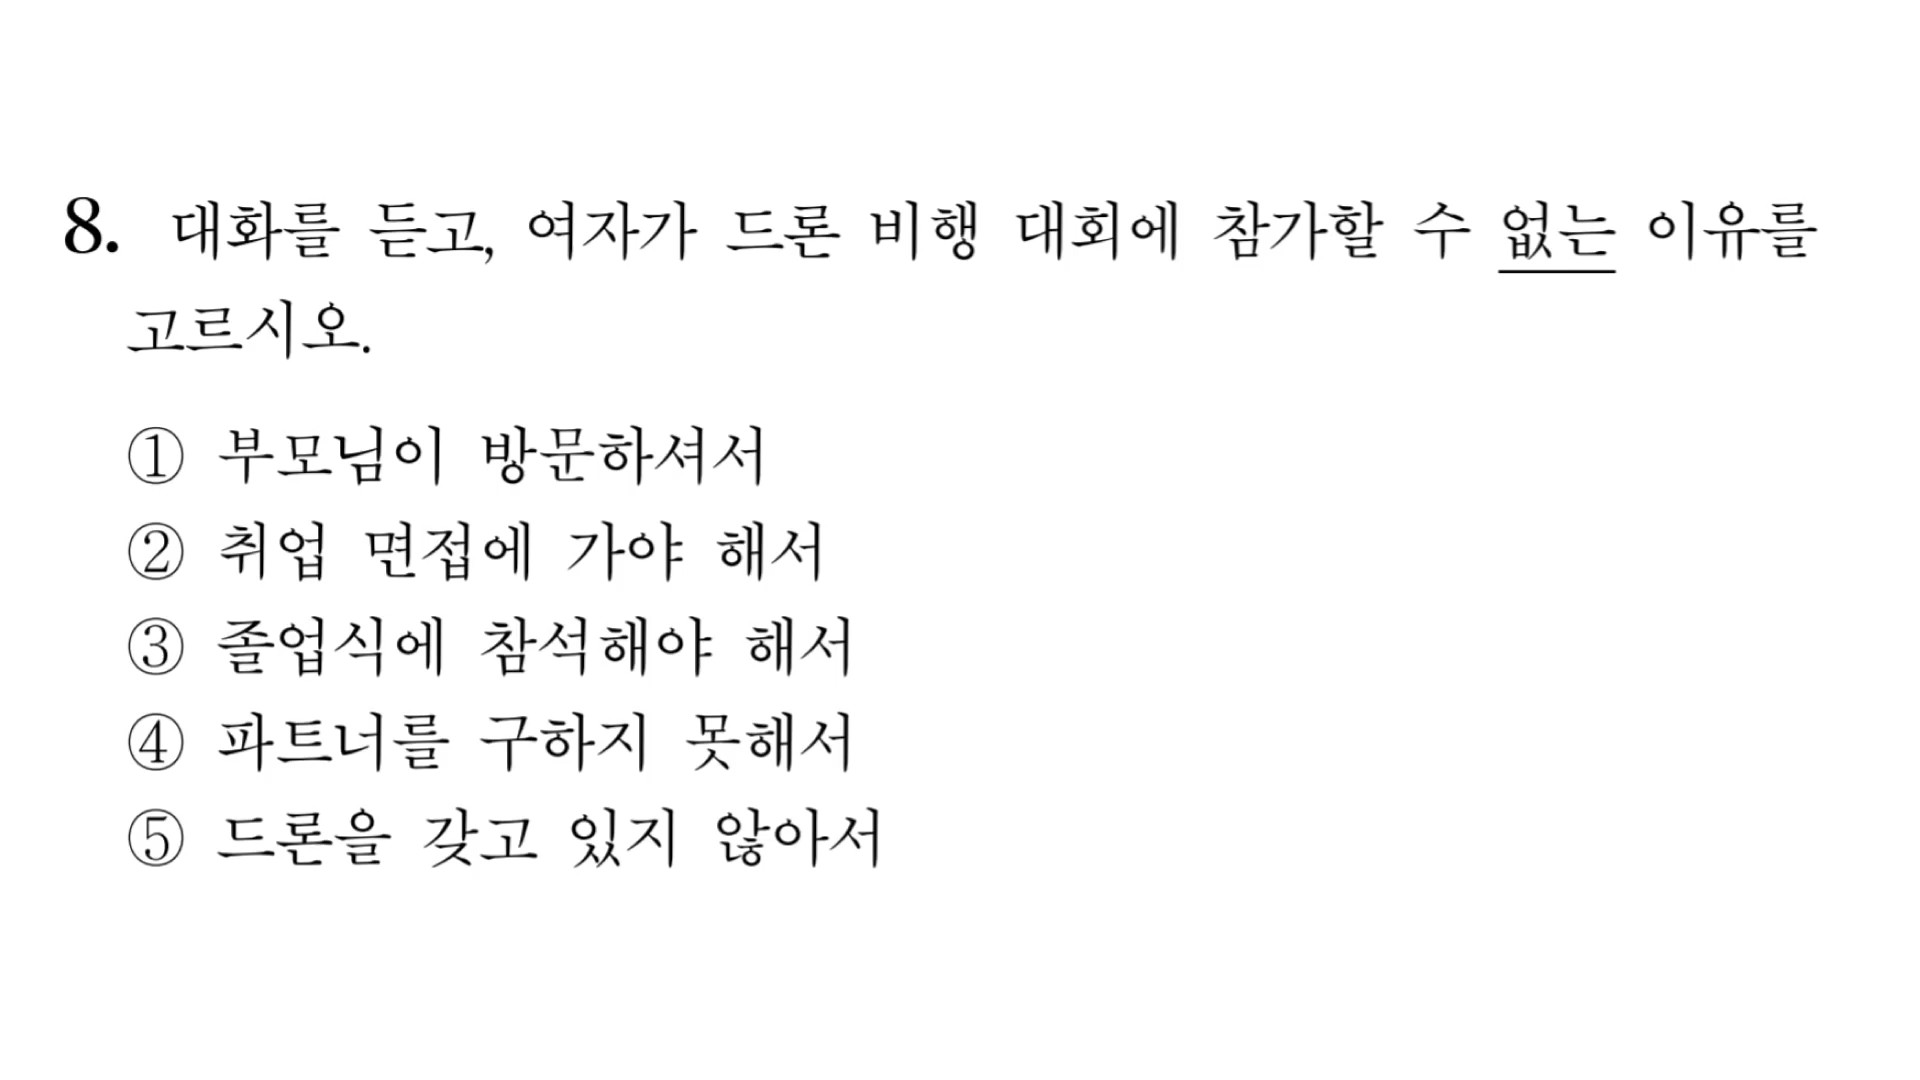 8. 대화를 듣고, 여자가 드론 비행 대회에 참가할 수 없는 이유를
고르시오.
① 부모님이 방문하셔서
② 취업 면접에 가야 해서
③ 졸업식에 참석해야 해서
④ 파트너를 구하지 못해서
⑤ 드론을 갖고 있지 않아서